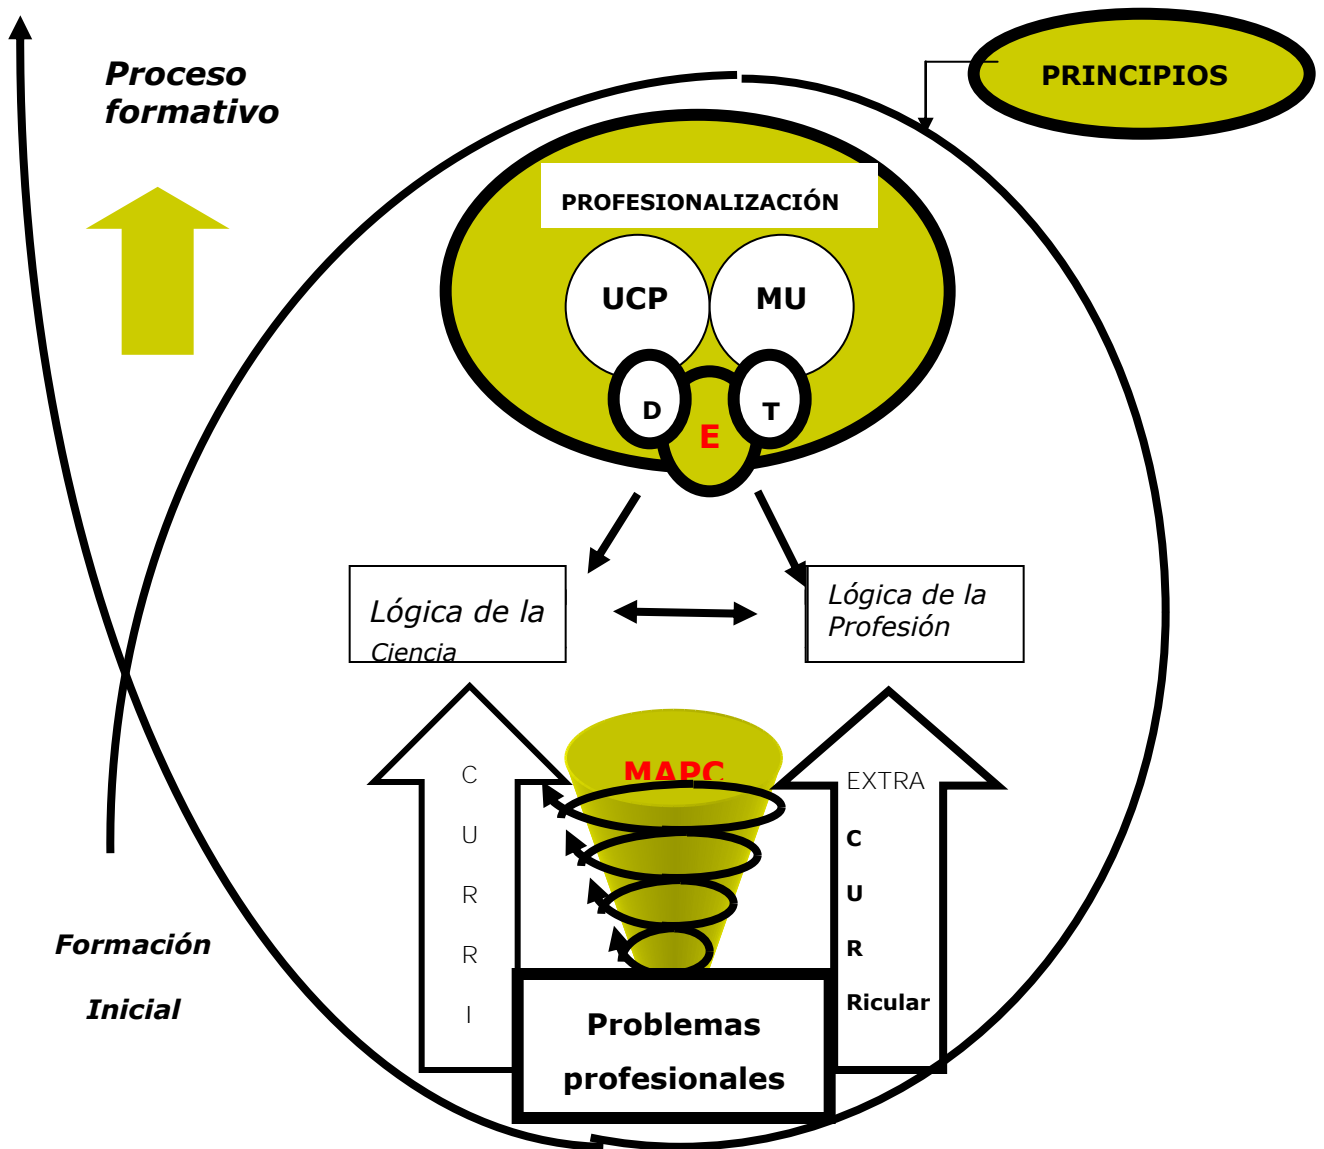 Proceso
formativo
PRINCIPIOS
PROFESIONALIZACIÓN
UCP
MU
D
E
T
Lógica de la
Ciencia
Lógica de la
Profesión
C
U
R
R
I
MAPC
EXTRA
C
U
R
Ricular
Formación
Inicial
Problemas
profesionales